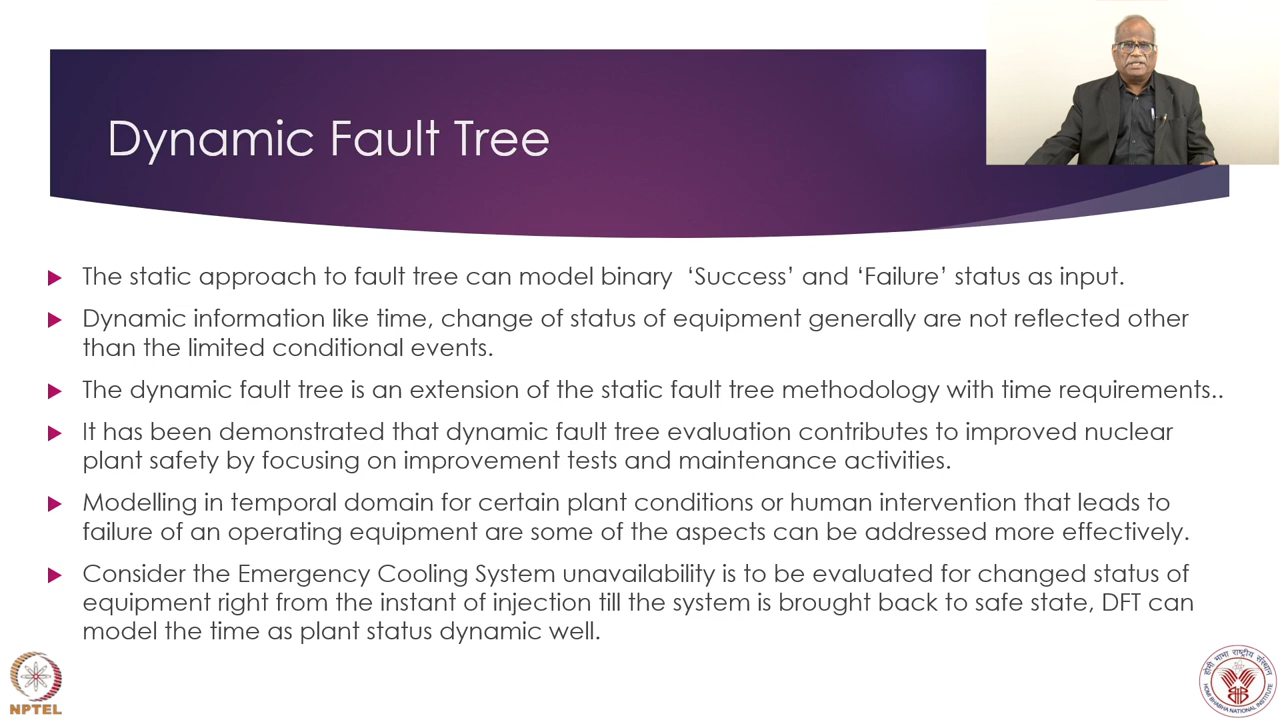 Dynamic Fault Tree
The static approach to fault tree can model binary ‘Success’ and ‘Failure’ status as input.
Dynamic information like time, change of status of equipment generally are not reflected other
than the limited conditional events.
The dynamic fault tree is an extension of the static fault tree methodology with time requirements..
It has been demonstrated that dynamic fault tree evaluation contributes to improved nuclear
plant safety by focusing on improvement tests and maintenance activities.
Modelling in temporal domain for certain plant conditions or human intervention that leads to
failure of an operating equipment are some of the aspects can be addressed more effectively.
Consider the Emergency Cooling System unavailability is to be evaluated for changed status of
equipment right from the instant of injection till the system is brought back to safe state, DFT can
model the time as plant status dynamic well.
NPTEL
होमी भाभा राष्ट्रीय संस्थान
HOMI BHABHA NATIONAL INSTITUTE